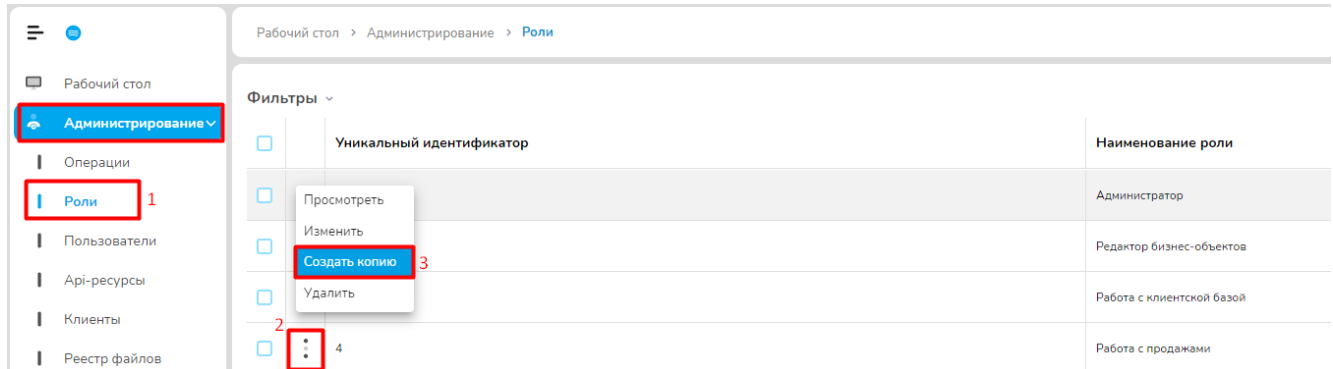 Рабочий стол > Администрирование > Роли
Рабочий стол
Администрирование
Операции
Роли 1
Пользователи
Api-ресурсы
Клиенты
Реестр файлов
Фильтры
Уникальный идентификатор Наименование роли
Просмотреть
Изменить
Создать копию 3
Удалить
Администратор
Редактор бизнес-объектов
Работа с клиентской базой
2
4 Работа с продажами